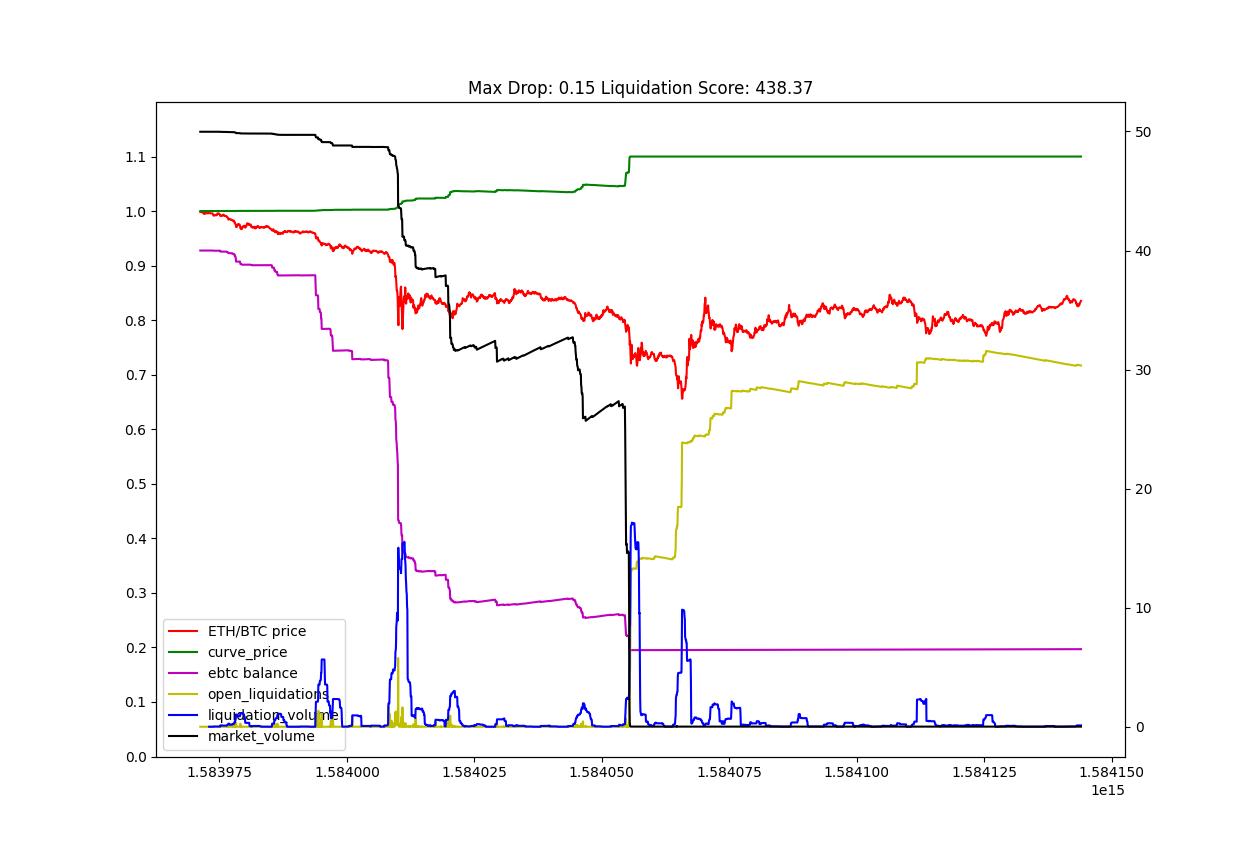 Max Drop: 0.15 Liquidation Score: 438.37
1.1
1.0
0.9
0.8
0.7
0.6
0.5
0.4
0.3
0.2
0.1
0.0
50
40
30
20
10
0
ETH/BTC price
curve_price
ebtc balance
open_liquidations
liquidation_volume
market_volume
1.583975 1.584000 1.584025 1.584050 1.584075 1.584100 1.584125 1.584150
1e15